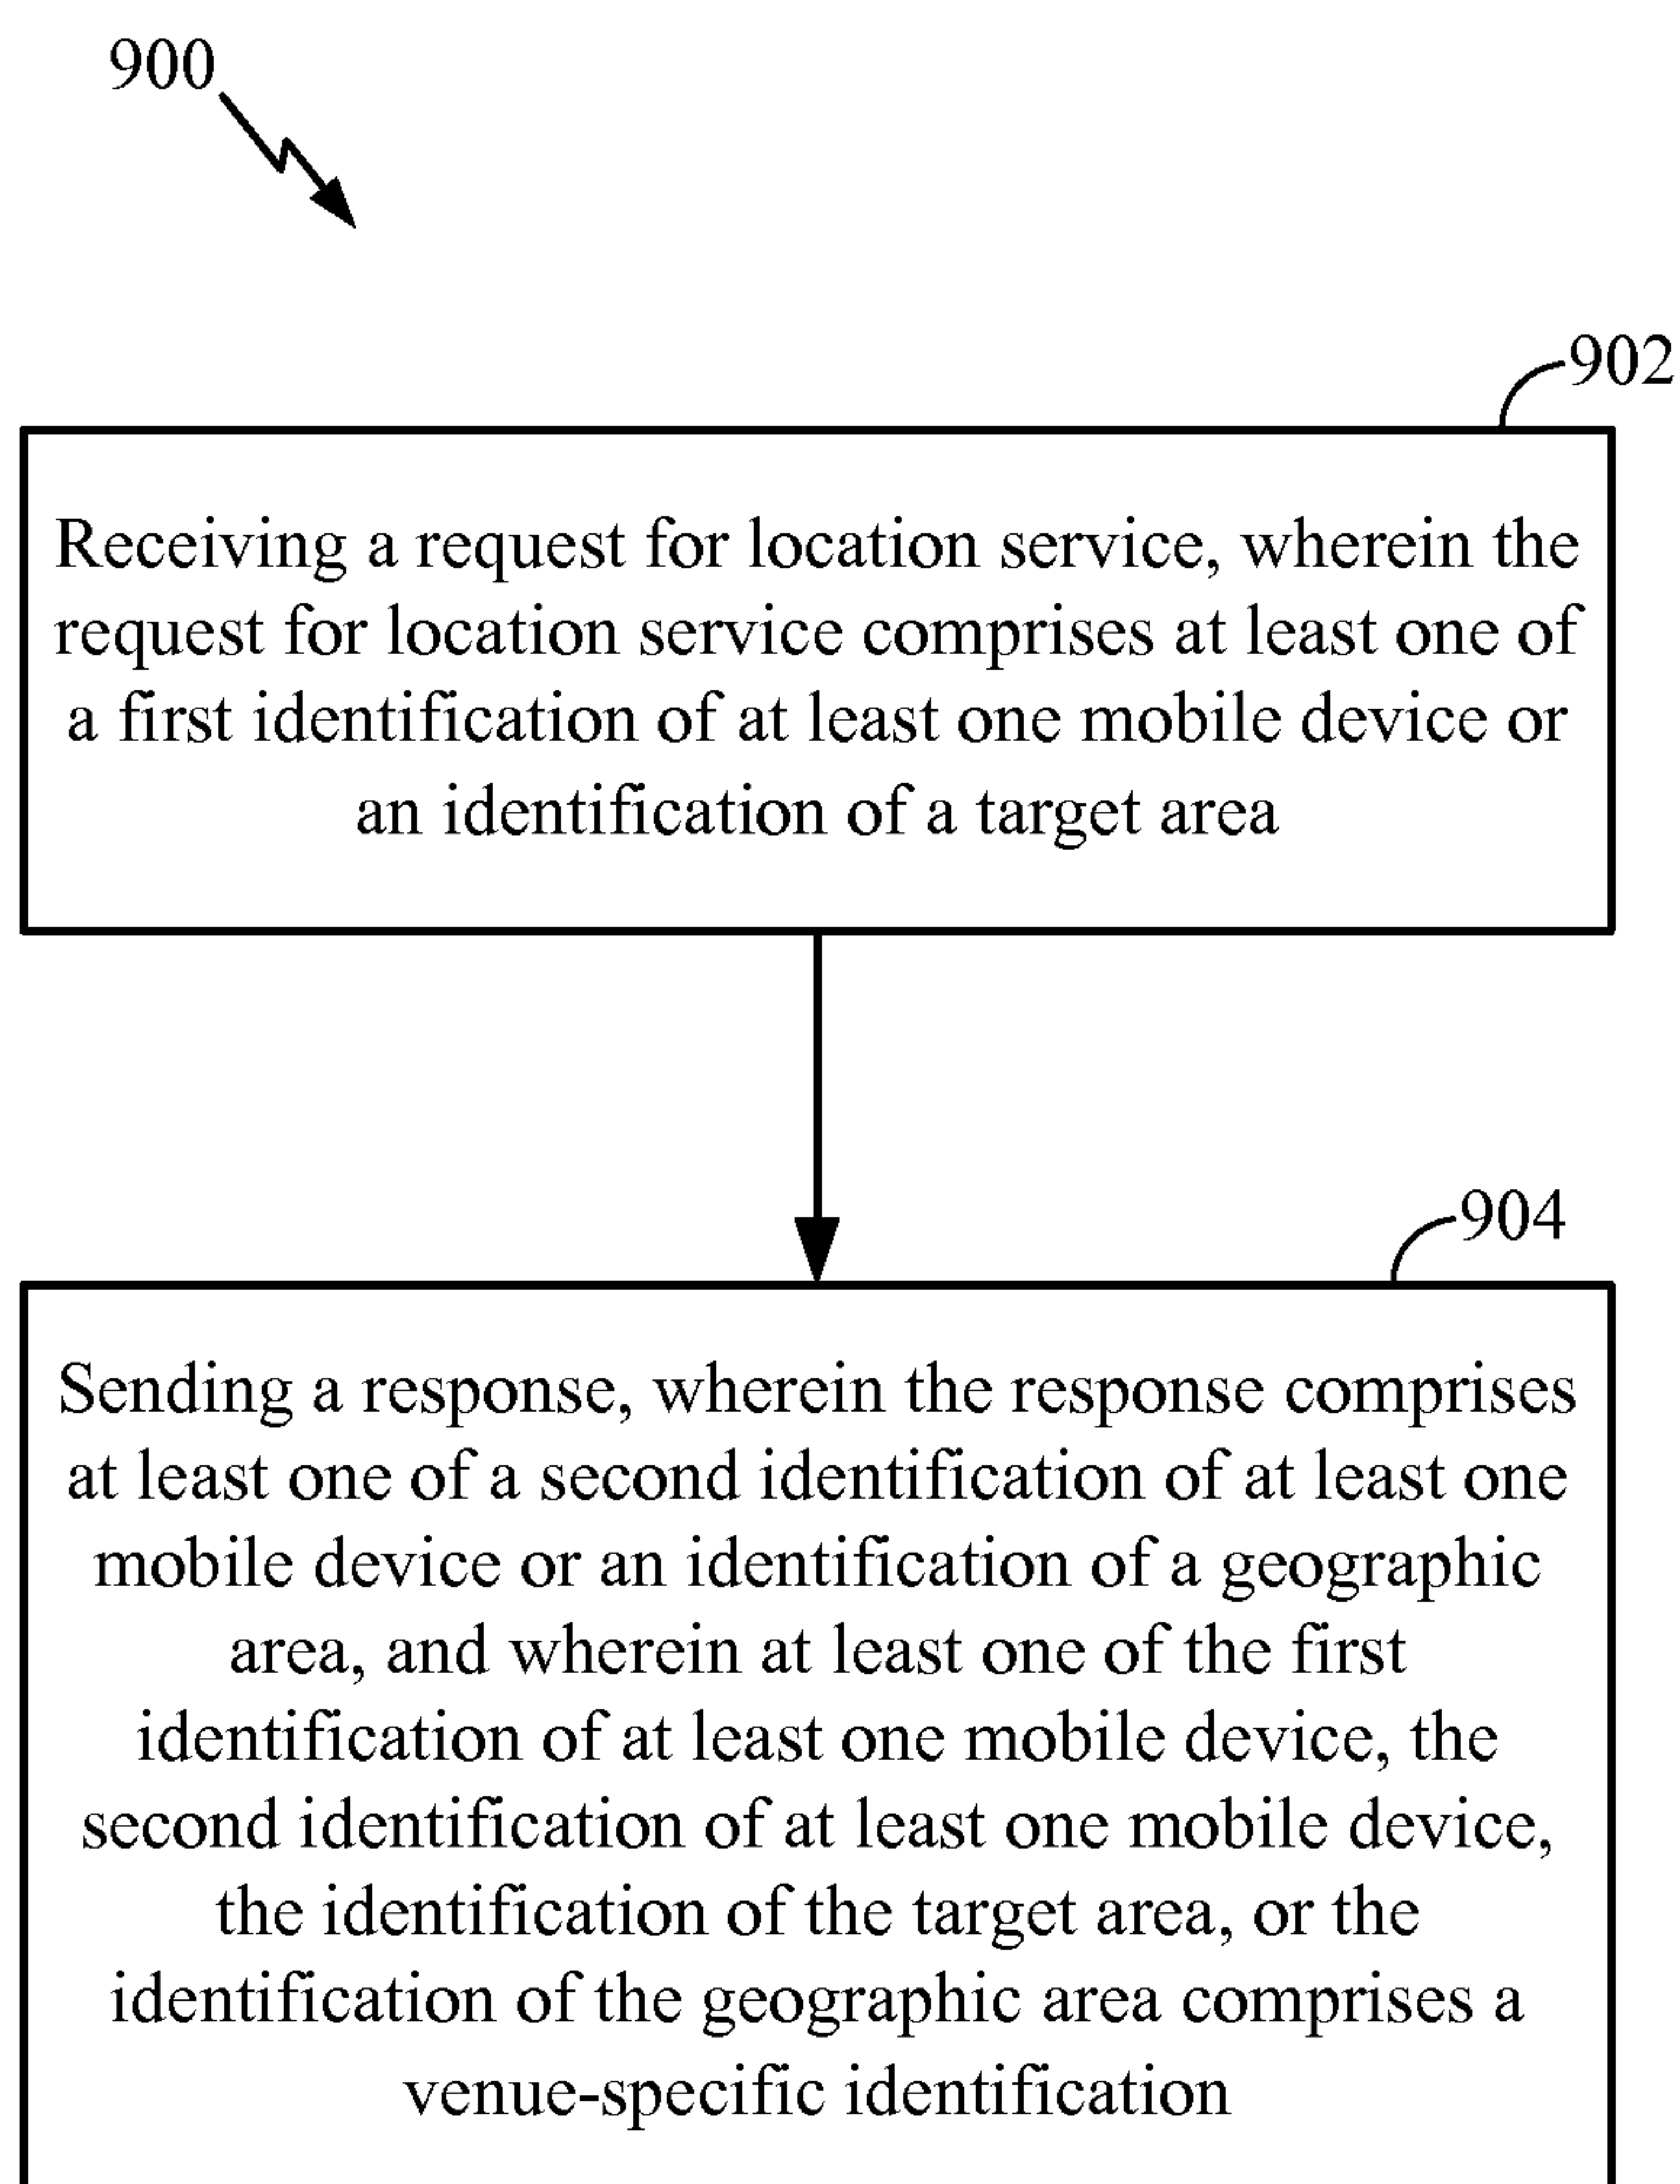 900
902
Receiving a request for location service, wherein the
request for location service comprises at least one of
a first identification of at least one mobile device or
an identification of a target area
904
Sending a response, wherein the response comprises
at least one of a second identification of at least one
mobile device or an identification of a geographic
area, and wherein at least one of the first
identification of at least one mobile device, the
second identification of at least one mobile device,
the identification of the target area, or the
identification of the geographic area comprises a
venue-specific identification